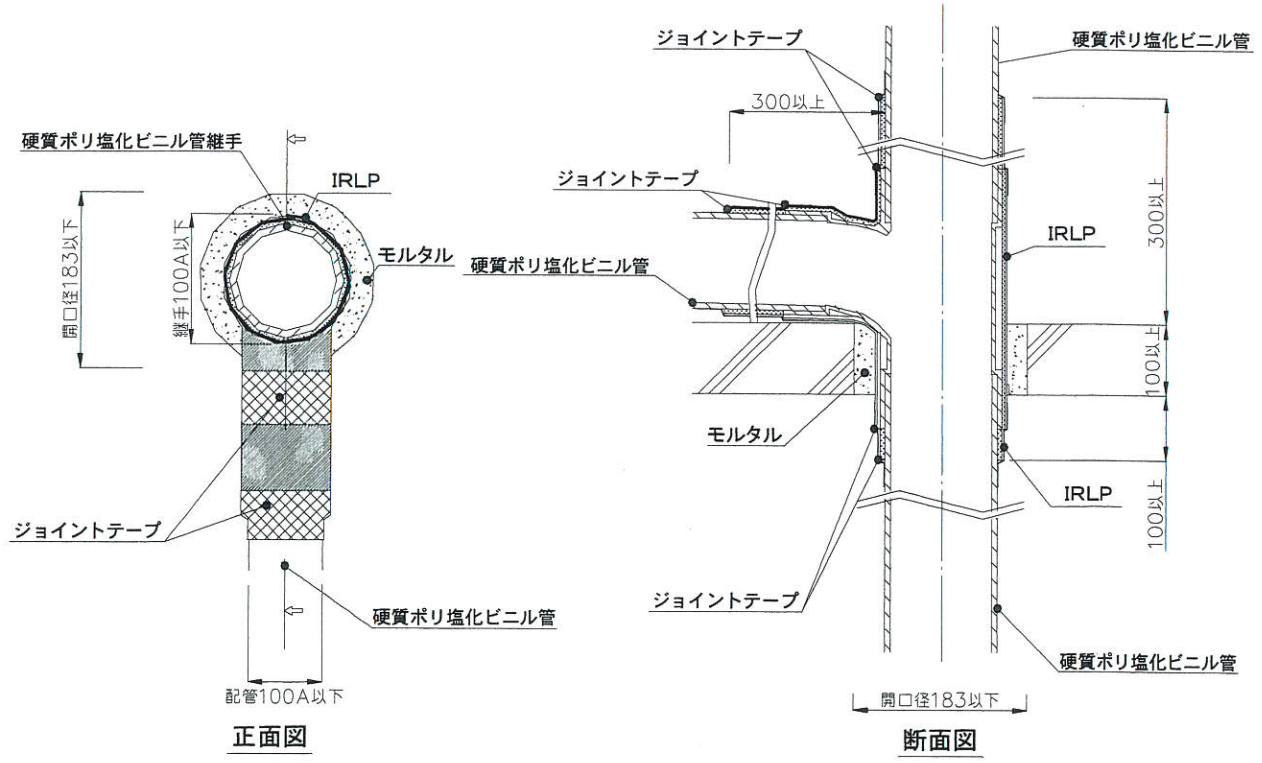 硬質ポリ塩化ビニル管継手
IRLP
開口径183以下
継手100A以下
モルタル
ジョイントテープ
硬質ポリ塩化ビニル管
配管100A以下
正面図
ジョイントテープ
硬質ポリ塩化ビニル管
300以上
ジョイントテープ
300以上
IRLP
硬質ポリ塩化ビニル管
100以上
モルタル
IRLP
100以上
ジョイントテープ
硬質ポリ塩化ビニル管
開口径183以下
断面図